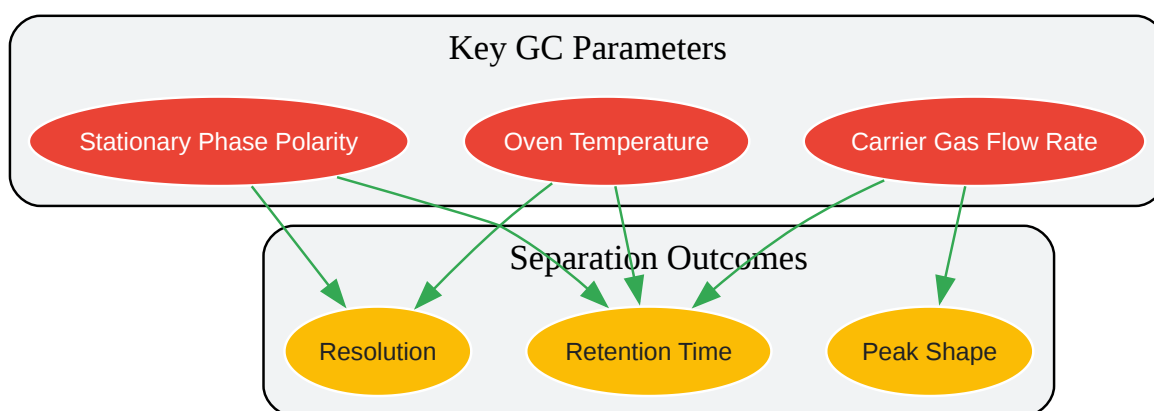 Key GC Parameters
Stationary Phase Polarity
Oven Temperature
Carrier Gas Flow Rate
Separation Outcomes
Resolution
Retention Time
Peak Shape